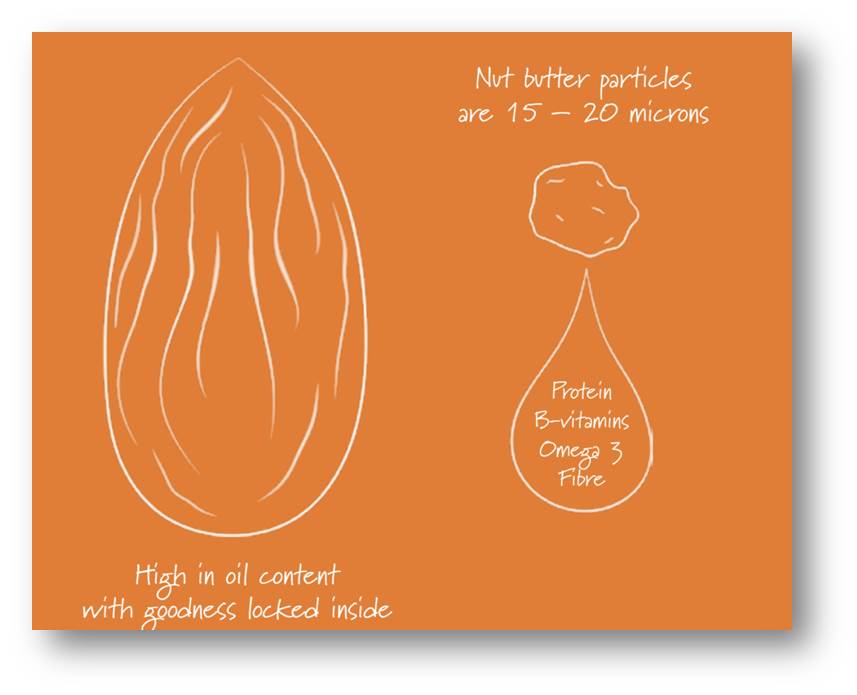 Nut butter particles
are 15 – 20 microns
Protein
B-vitamins
Omega 3
Fibre
High in oil content
with goodness locked inside